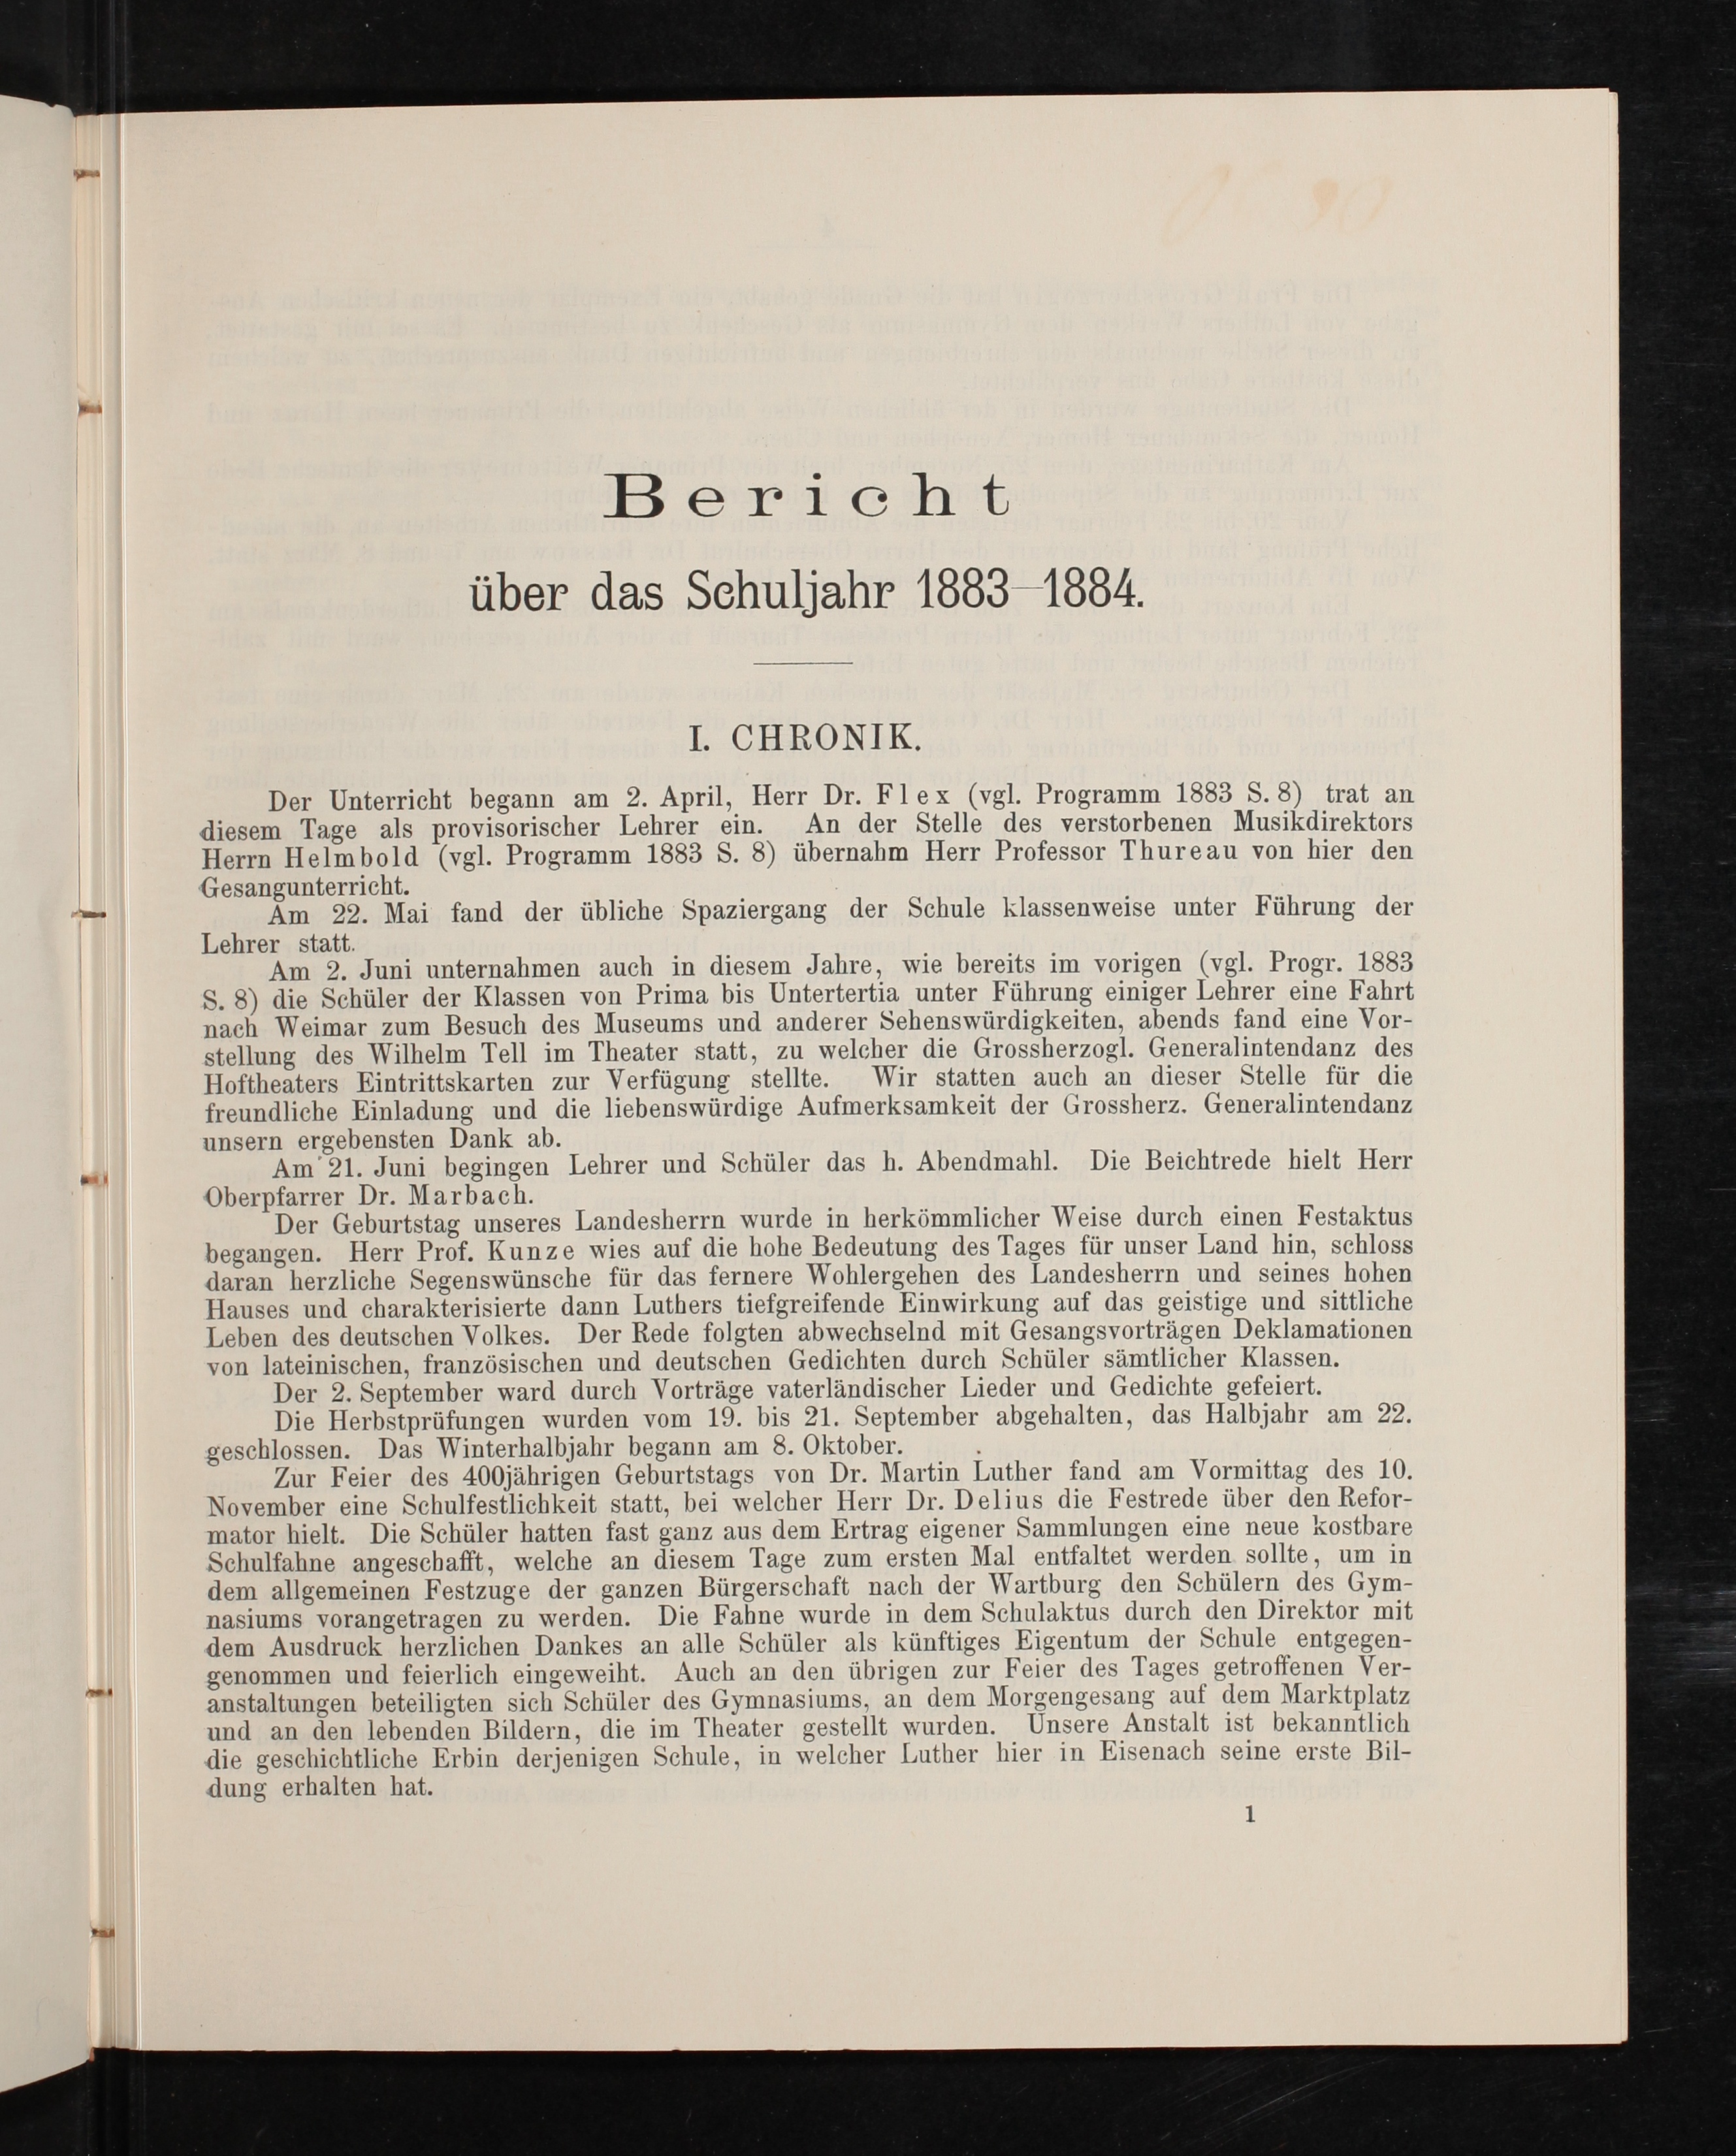 Bericht
über das Schuljahr 1883–1884.
I. CHRONIK.
Der Unterricht begann am 2. April, Herr Dr. Flex (vgl. Programm 1883 S. 8) trat an
diesem Tage als provisorischer Lehrer ein. An der Stelle des verstorbenen Musikdirektors
Herrn Helmbold (vgl. Programm 1883 S. 8) übernahm Herr Professor Thureau von hier den
Gesangunterricht.
Am 22. Mai fand der übliche Spaziergang der Schule klassenweise unter Führung der
Lehrer statt.
Am 2. Juni unternahmen auch in diesem Jahre, wie bereits im vorigen (vgl. Progr. 1883
S. 8) die Schüler der Klassen von Prima bis Untertertia unter Führung einiger Lehrer eine Fahrt
nach Weimar zum Besuch des Museums und anderer Sehenswürdigkeiten, abends fand eine Vor-
stellung des Wilhelm Tell im Theater statt, zu welcher die Grossherzogl. Generalintendanz des
Hoftheaters Eintrittskarten zur Verfügung stellte. Wir statten auch an dieser Stelle für die
freundliche Einladung und die liebenswürdige Aufmerksamkeit der Grossherz. Generalintendanz
unsern ergebensten Dank ab.
Am 21. Juni begingen Lehrer und Schüler das h. Abendmahl. Die Beichtrede hielt Herr
Oberpfarrer Dr. Marbach.
Der Geburtstag unseres Landesherrn wurde in herkömmlicher Weise durch einen Festaktus
begangen. Herr Prof. Kunze wies auf die hohe Bedeutung des Tages für unser Land hin, schloss
daran herzliche Segenswünsche für das fernere Wohlergehen des Landesherrn und seines hohen
Hauses und charakterisierte dann Luthers tiefgreifende Einwirkung auf das geistige und sittliche
Leben des deutschen Volkes. Der Rede folgten abwechselnd mit Gesangsvorträgen Deklamationen
von lateinischen, französischen und deutschen Gedichten durch Schüler sämtlicher Klassen.
Der 2. September ward durch Vorträge vaterländischer Lieder und Gedichte gefeiert.
Die Herbstprüfungen wurden vom 19. bis 21. September abgehalten, das Halbjahr am 22.
geschlossen. Das Winterhalbjahr begann am 8. Oktober.
Zur Feier des 400jährigen Geburtstags von Dr. Martin Luther fand am Vormittag des 10.
November eine Schulfestlichkeit statt, bei welcher Herr Dr. Delius die Festrede über den Refor-
mator hielt. Die Schüler hatten fast ganz aus dem Ertrag eigener Sammlungen eine neue kostbare
Schulfahne angeschafft, welche an diesem Tage zum ersten Mal entfaltet werden sollte, um in
dem allgemeinen Festzuge der ganzen Bürgerschaft nach der Wartburg den Schülern des Gym-
nasiums vorangetragen zu werden. Die Fahne wurde in dem Schulaktus durch den Direktor mit
dem Ausdruck herzlichen Dankes an alle Schüler als künftiges Eigentum der Schule entgegen-
genommen und feierlich eingeweiht. Auch an den übrigen zur Feier des Tages getroffenen Ver-
anstaltungen beteiligten sich Schüler des Gymnasiums, an dem Morgengesang auf dem Marktplatz
und an den lebenden Bildern, die im Theater gestellt wurden. Unsere Anstalt ist bekanntlich
die geschichtliche Erbin derjenigen Schule, in welcher Luther hier in Eisenach seine erste Bil-
dung erhalten hat.
1